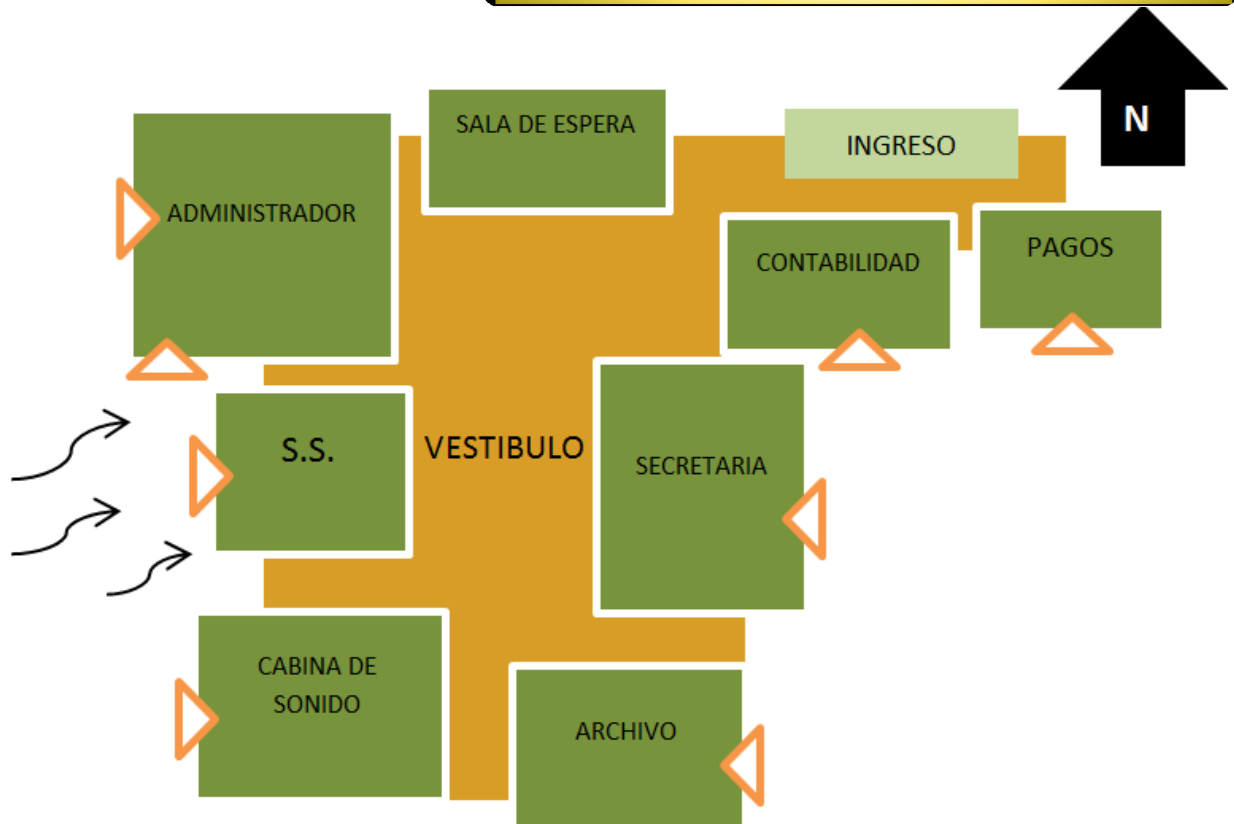 N
SALA DE ESPERA
INGRESO
ADMINISTRADOR
CONTABILIDAD
PAGOS
S.S.
VESTIBULO
SECRETARIA
CABINA DE
SONIDO
ARCHIVO